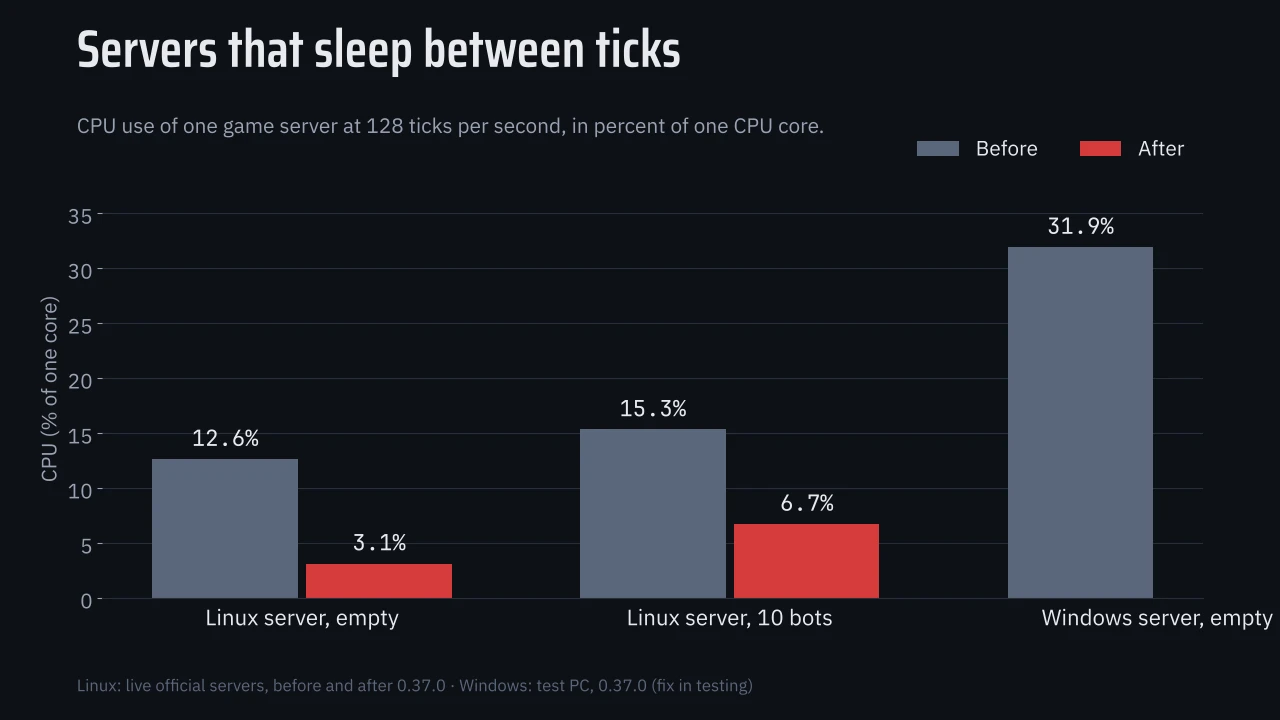 Servers that sleep between ticks
CPU use of one game server at 128 ticks per second, in percent of one CPU core.
Before
After
CPU (% of one core)
35
30
25
20
15
10
5
0
12.6%
3.1%
15.3%
6.7%
31.9%
Linux server, empty
Linux server, 10 bots
Windows server, empty
Linux: live official servers, before and after 0.37.0 · Windows: test PC, 0.37.0 (fix in testing)